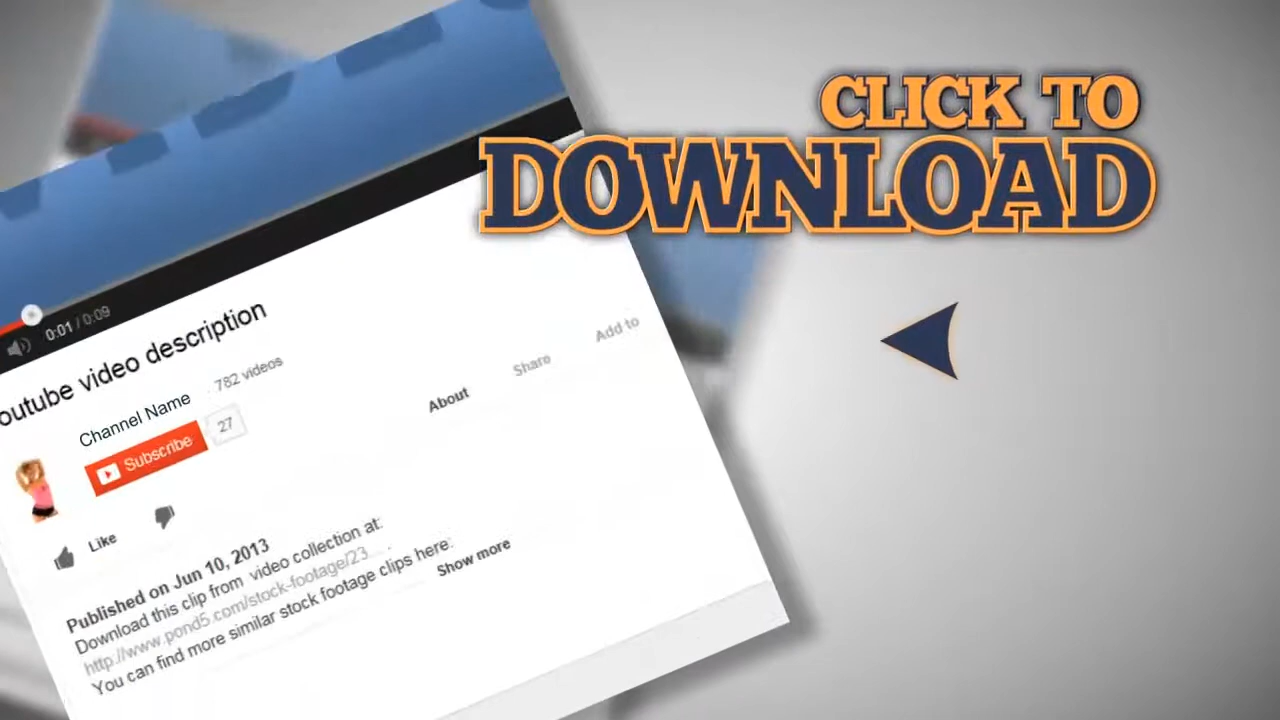 CLICK TO
DOWNLOAD
0:01 / 0:09
outube video description
Channel Name
782 videos
Subscribe
27
About
Share
Add to
Like
Published on Jun 10, 2013
Download this clip from video collection at:
http://www.pond5.com/stock-footage/23...
You can find more similar stock footage clips here:
Show more